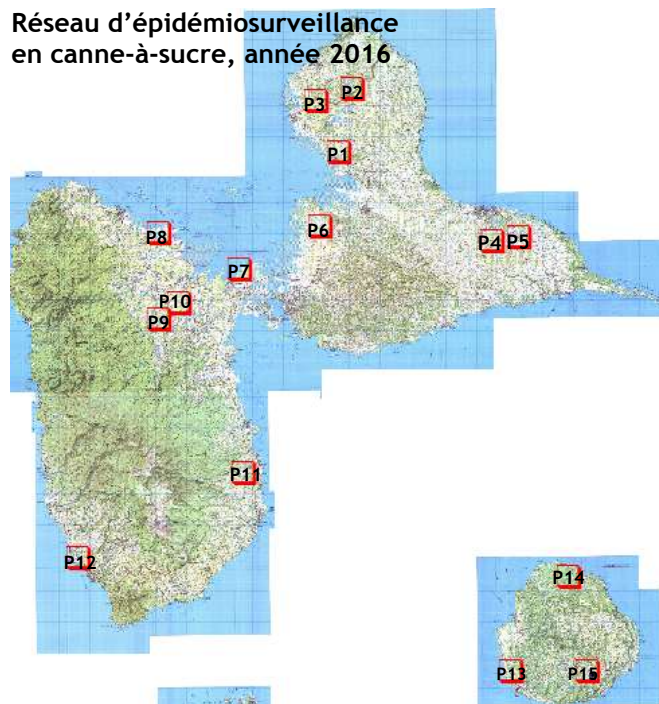 Réseau d’épidémiosurveillance
en canne-à-sucre, année 2016
P2
P3
P1
P6
P4
P5
P8
P7
P10
P9
P11
P12
P14
P13